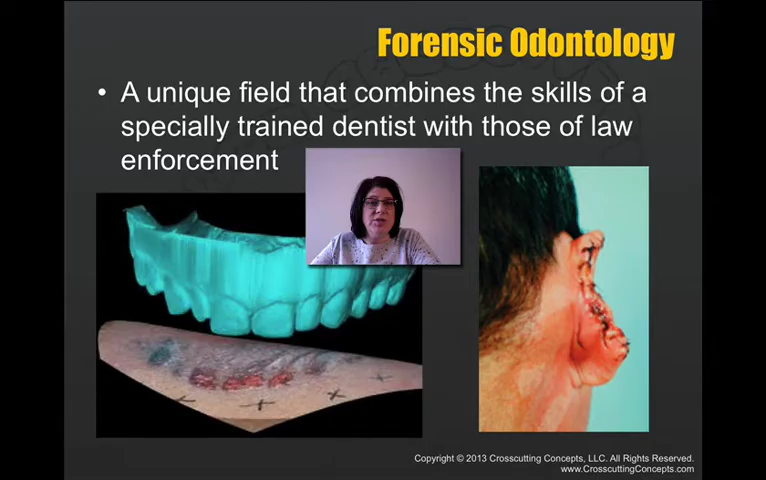 Forensic Odontology
• A unique field that combines the skills of a
specially trained dentist with those of law
enforcement
Copyright © 2013 Crosscutting Concepts, LLC. All Rights Reserved.
www.CrosscuttingConcepts.com